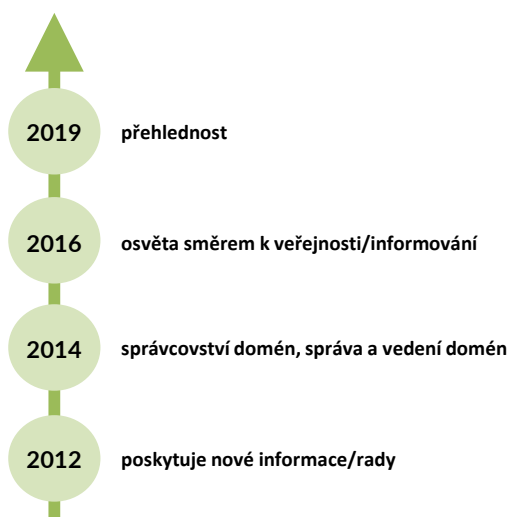 2019 přehlednost
2016 osvěta směrem k veřejnosti/informování
2014 správcovství domén, správa a vedení domén
2012 poskytuje nové informace/rady